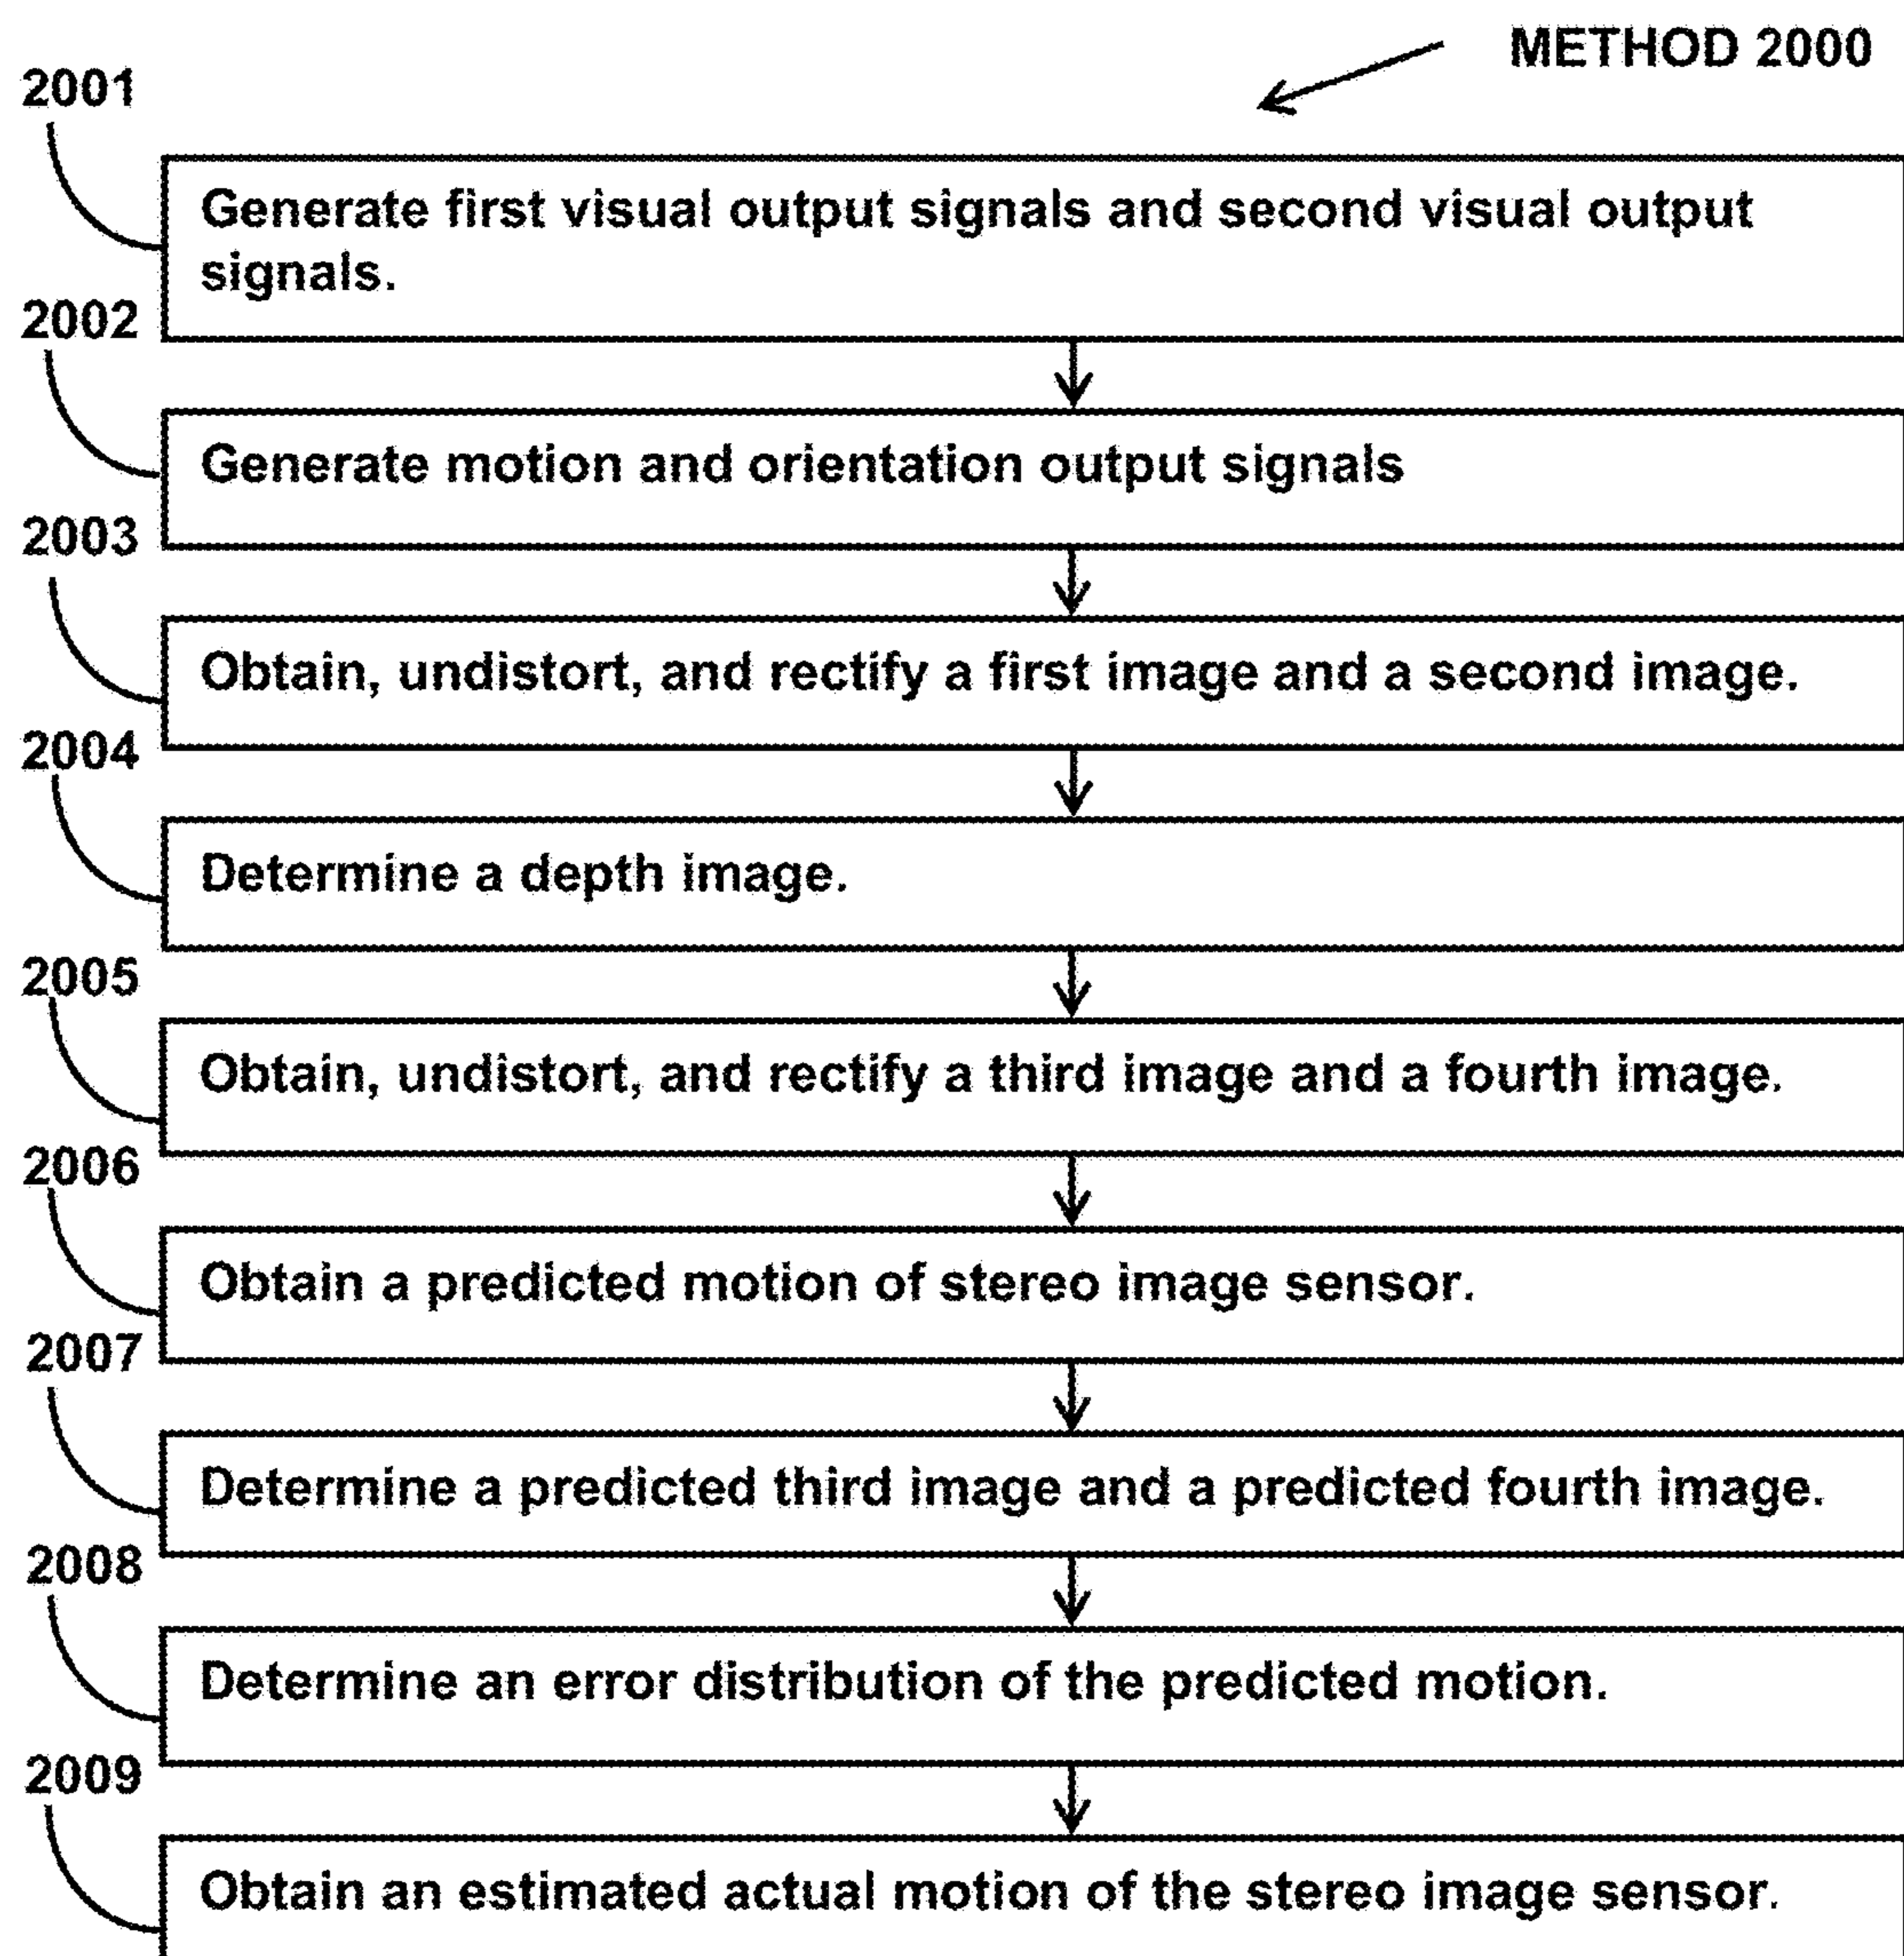 METHOD 2000
2001
Generate first visual output signals and second visual output
signals.
2002
Generate motion and orientation output signals
2003
Obtain, undistort, and rectify a first image and a second image.
2004
Determine a depth image.
2005
Obtain, undistort, and rectify a third image and a fourth image.
2006
Obtain a predicted motion of stereo image sensor.
2007
Determine a predicted third image and a predicted fourth image.
2008
Determine an error distribution of the predicted motion.
2009
Obtain an estimated actual motion of the stereo image sensor.